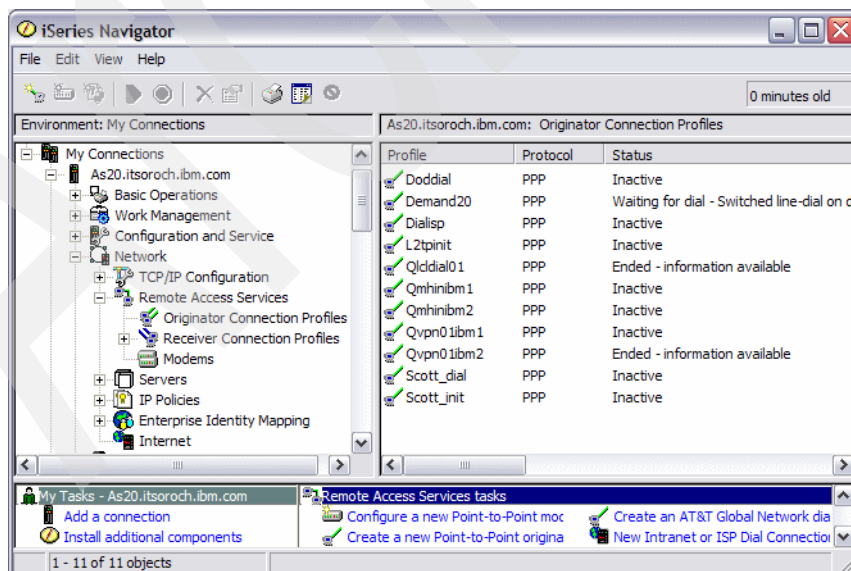 iSeries Navigator
File Edit View Help
0 minutes old
Environment: My Connections
As20.itsoroch.ibm.com: Originator Connection Profiles
My Connections
As20.itsoroch.ibm.com
Basic Operations
Work Management
Configuration and Service
Network
TCP/IP Configuration
Remote Access Services
Originator Connection Profiles
Receiver Connection Profiles
Modems
Servers
IP Policies
Enterprise Identity Mapping
Internet
Profile Protocol Status
Doddial PPP Inactive
Demand20 PPP Waiting for dial - Switched line-dial on d
Dialisp PPP Inactive
L2tpinit PPP Inactive
Qlcldial01 PPP Ended - information available
Qmhinibm1 PPP Inactive
Qmhinibm2 PPP Inactive
Qvpn01ibm1 PPP Inactive
Qvpn01ibm2 PPP Ended - information available
Scott_dial PPP Inactive
Scott_init PPP Inactive
My Tasks - As20.itsoroch.ibm.com
Add a connection
Install additional components
Remote Access Services tasks
Configure a new Point-to-Point moc
Create an AT&T Global Network dia
Create a new Point-to-Point origina
New Intranet or ISP Dial Connection
1 - 11 of 11 objects